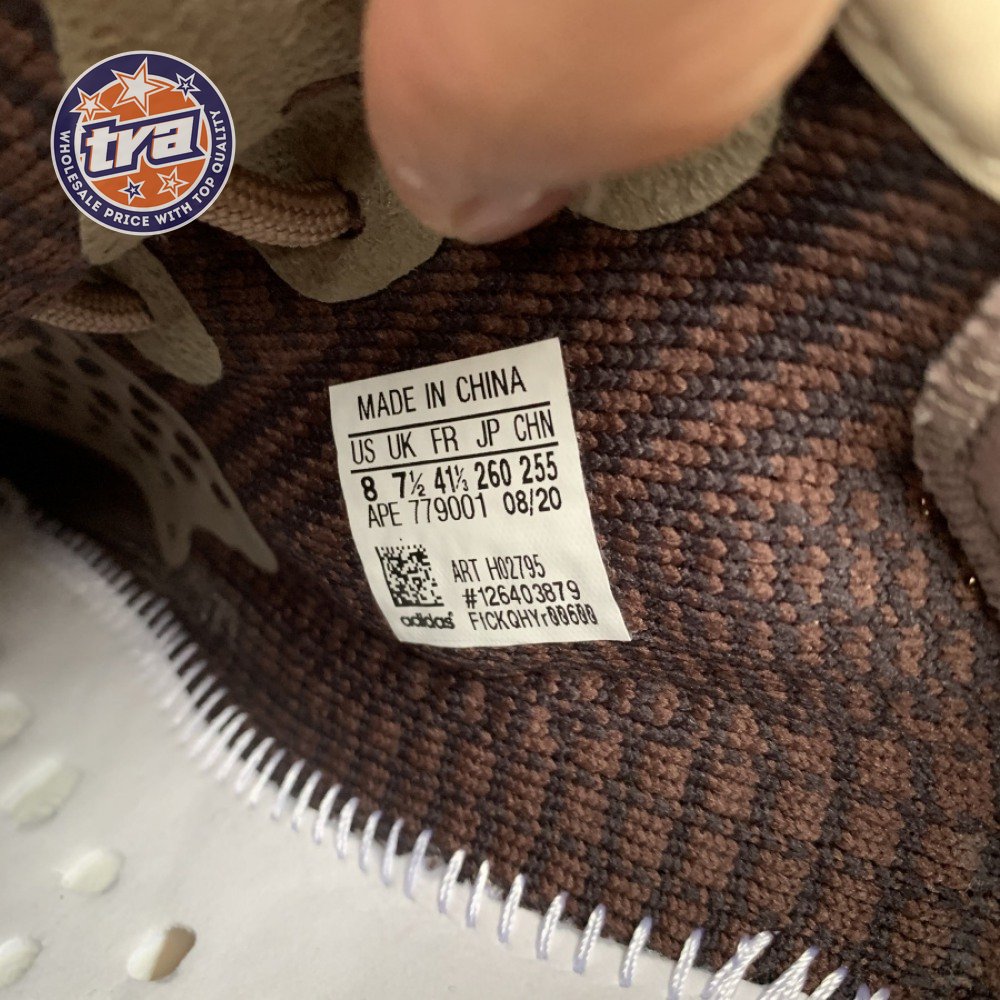 tra
WHOLESALE PRICE WITH TOP QUALITY
MADE IN CHINA
US UK FR JP CHN
8 7½ 41⅓ 260 255
APE 779001 08/20
ART H02795
#126403879
FICKQHYr00600
adidas